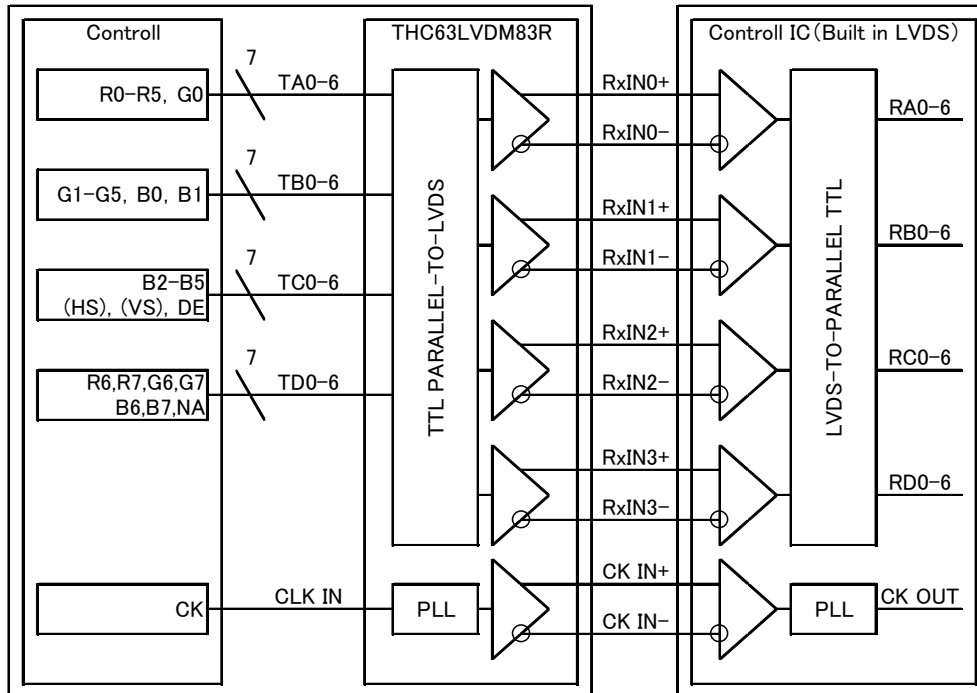 Controll
THC63LVDM83R
Controll IC(Built in LVDS)
R0-R5, G0
7
TA0-6
G1-G5, B0, B1
7
TB0-6
B2-B5
(HS), (VS), DE
7
TC0-6
R6,R7,G6,G7
B6,B7,NA
7
TD0-6
CK
CLK IN
TTL PARALLEL-TO-LVDS
PLL
RxIN0+
RxIN0-
RxIN1+
RxIN1-
RxIN2+
RxIN2-
RxIN3+
RxIN3-
CK IN+
CK IN-
LVDS-TO-PARALLEL TTL
PLL
RA0-6
RB0-6
RC0-6
RD0-6
CK OUT